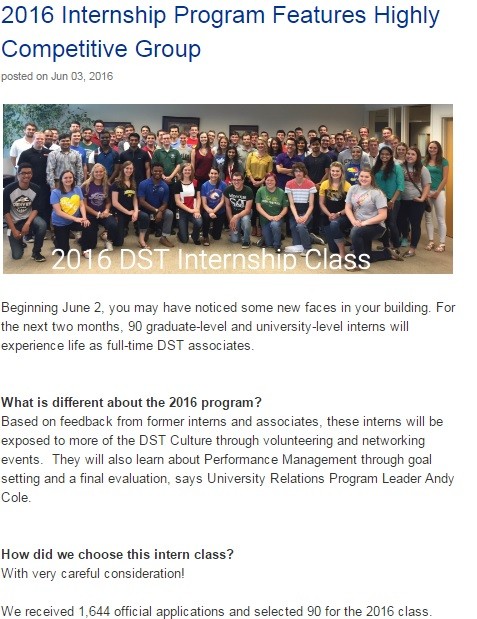 2016 Internship Program Features Highly
Competitive Group
posted on Jun 03, 2016
2016 DST Internship Class
Beginning June 2, you may have noticed some new faces in your building. For
the next two months, 90 graduate-level and university-level interns will
experience life as full-time DST associates.
What is different about the 2016 program?
Based on feedback from former interns and associates, these interns will be
exposed to more of the DST Culture through volunteering and networking
events.  They will also learn about Performance Management through goal
setting and a final evaluation, says University Relations Program Leader Andy
Cole.
How did we choose this intern class?
With very careful consideration!
We received 1,644 official applications and selected 90 for the 2016 class.